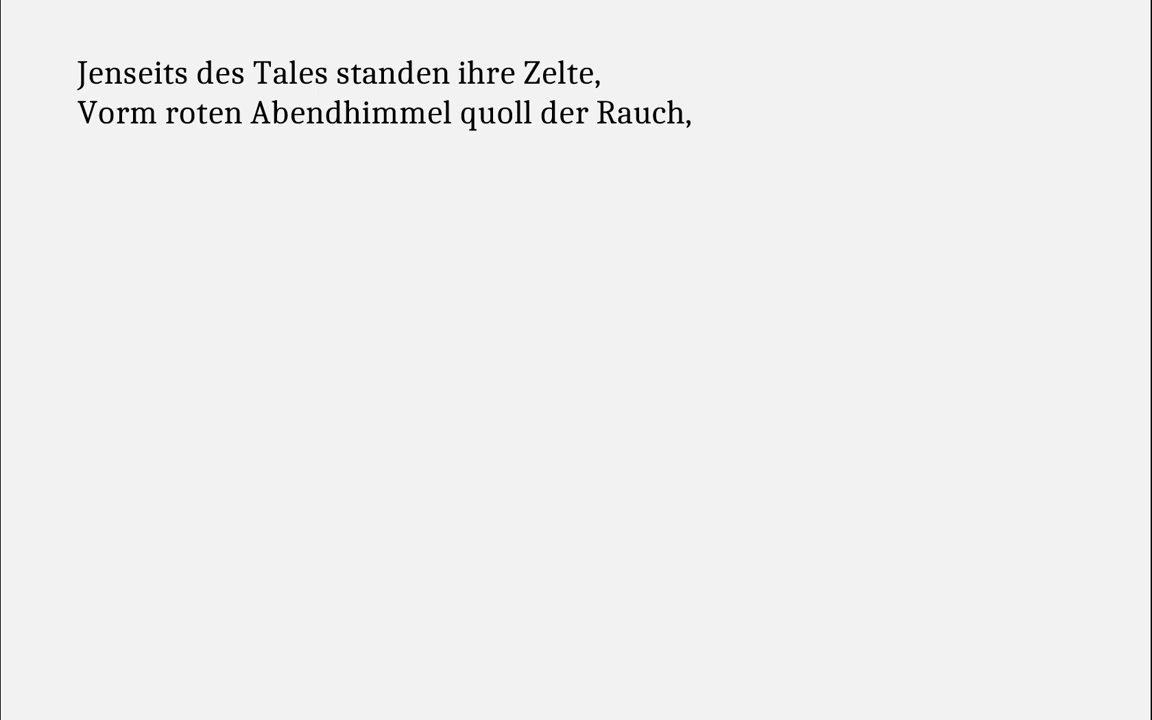 Jenseits des Tales standen ihre Zelte,
Vorm roten Abendhimmel quoll der Rauch,